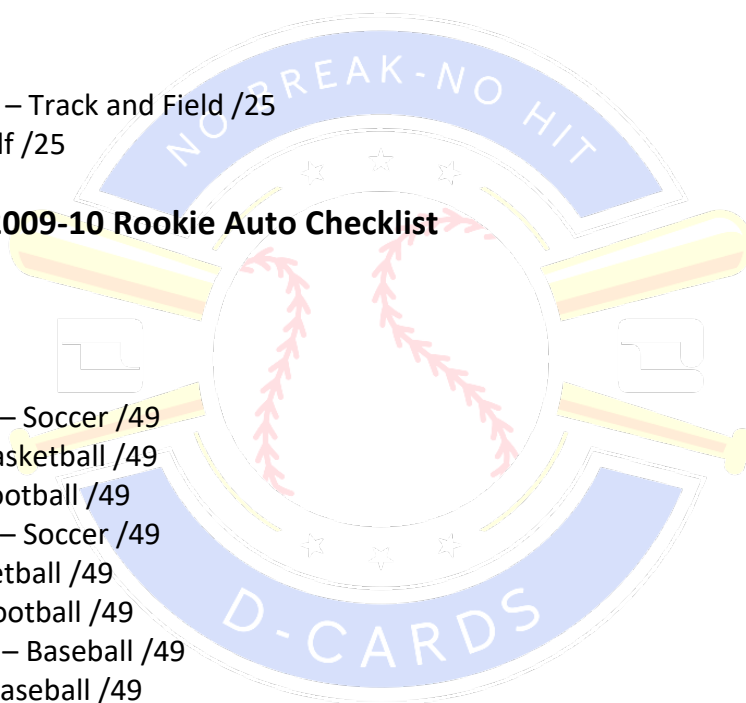 – Track and Field /25
lf /25
2009-10 Rookie Auto Checklist
– Soccer /49
asketball /49
ootball /49
– Soccer /49
etball /49
ootball /49
– Baseball /49
aseball /49
NO BREAK-NO HIT
D-CARDS